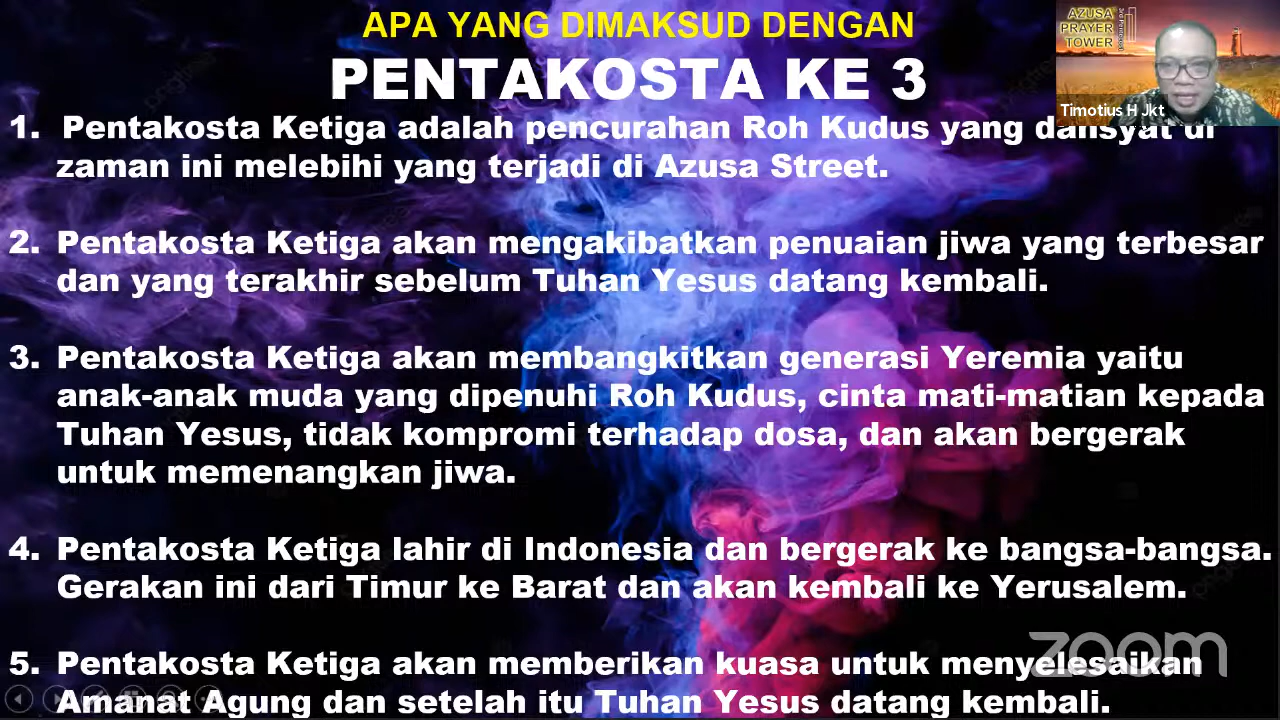 APA YANG DIMAKSUD DENGAN
PENTAKOSTA KE 3
AZUSA
PRAYER
TOWER
Timotius H Jkt
1. Pentakosta Ketiga adalah pencurahan Roh Kudus yang dahsyat di
zaman ini melebihi yang terjadi di Azusa Street.
2. Pentakosta Ketiga akan mengakibatkan penuaian jiwa yang terbesar
dan yang terakhir sebelum Tuhan Yesus datang kembali.
3. Pentakosta Ketiga akan membangkitkan generasi Yeremia yaitu
anak-anak muda yang dipenuhi Roh Kudus, cinta mati-matian kepada
Tuhan Yesus, tidak kompromi terhadap dosa, dan akan bergerak
untuk memenangkan jiwa.
4. Pentakosta Ketiga lahir di Indonesia dan bergerak ke bangsa-bangsa.
Gerakan ini dari Timur ke Barat dan akan kembali ke Yerusalem.
zoom
5. Pentakosta Ketiga akan memberikan kuasa untuk menyelesaikan
Amanat Agung dan setelah itu Tuhan Yesus datang kembali.